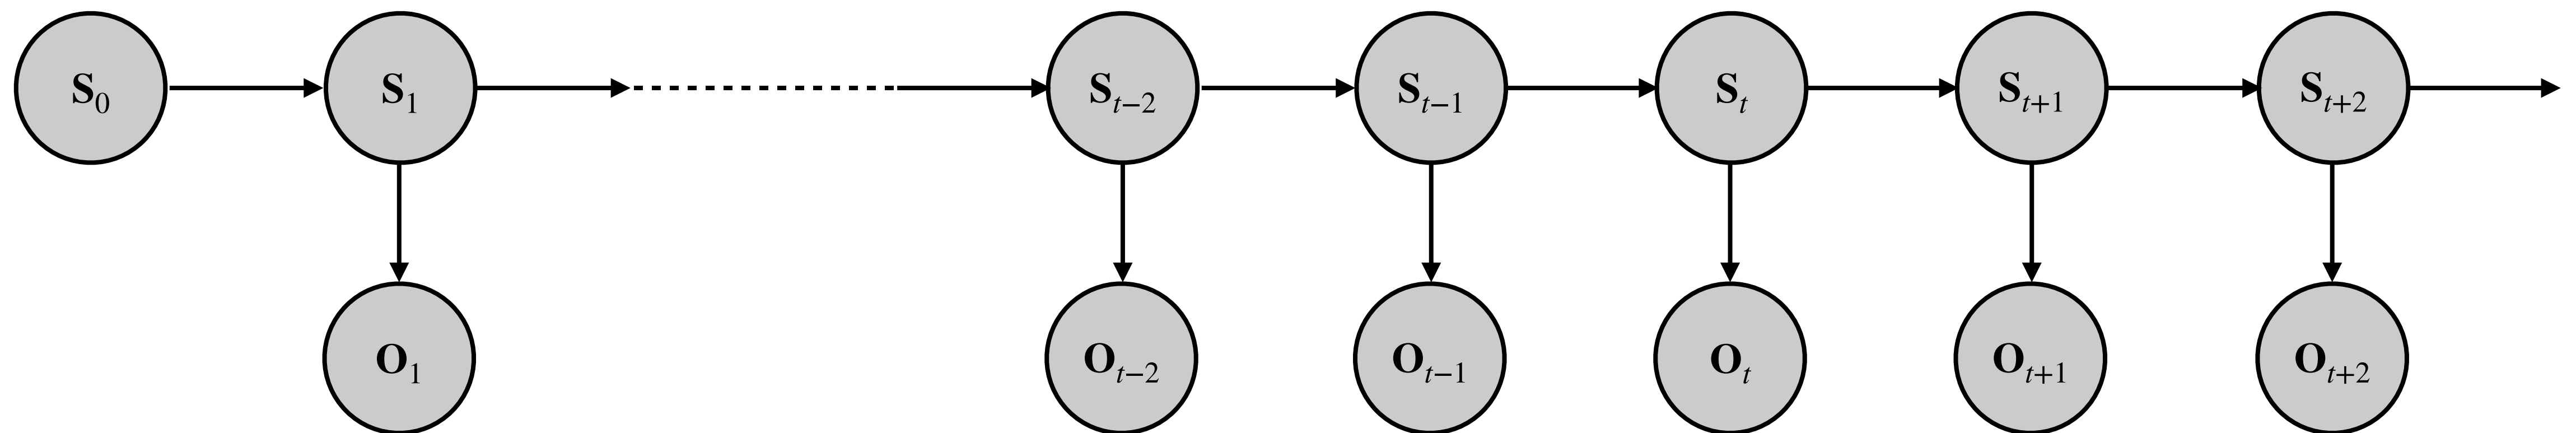 S₀ S₁ Sₜ₋₂ Sₜ₋₁ Sₜ Sₜ₊₁ Sₜ₊₂
O₁ Oₜ₋₂ Oₜ₋₁ Oₜ Oₜ₊₁ Oₜ₊₂